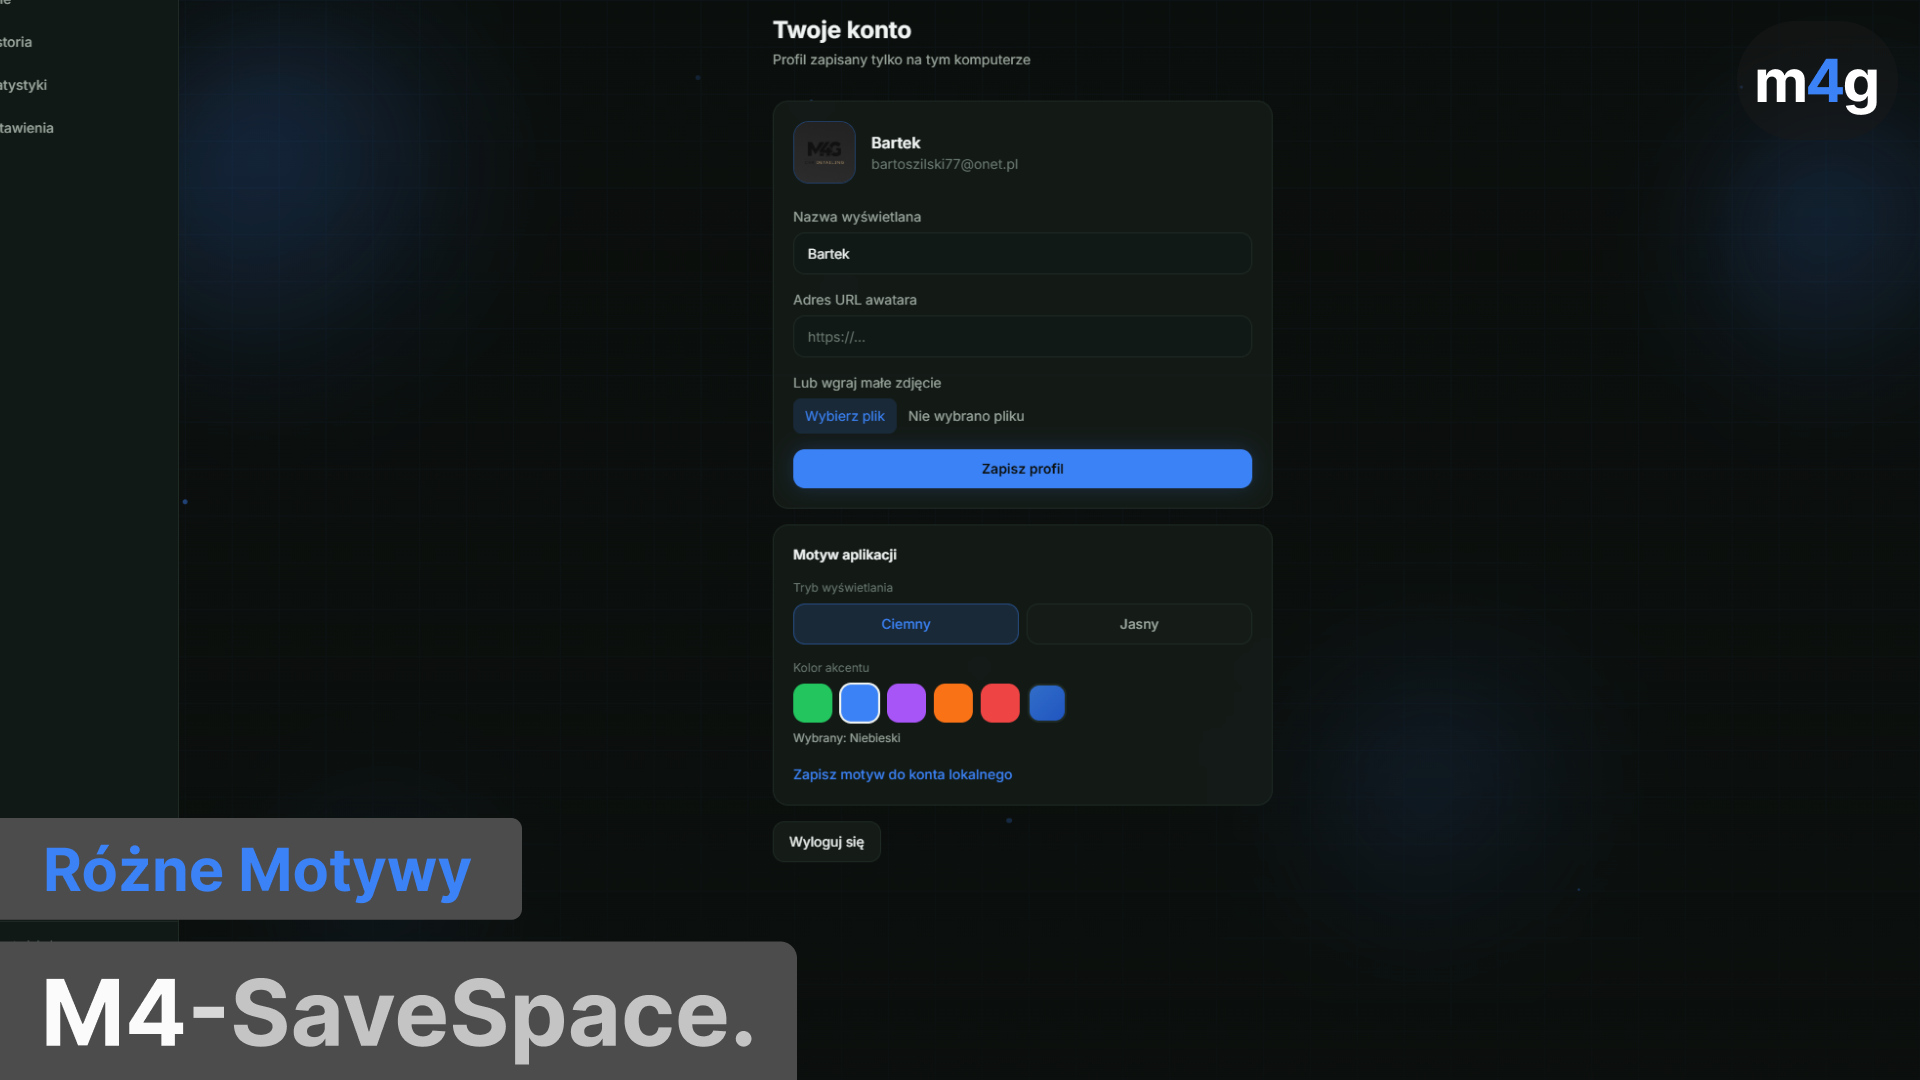 storia
atystyki
tawienia
Twoje konto
Profil zapisany tylko na tym komputerze
m4g
M4G
Bartek
bartoszilski77@onet.pl
Nazwa wyświetlana
Bartek
Adres URL awatara
https://...
Lub wgraj małe zdjęcie
Wybierz plik Nie wybrano pliku
Zapisz profil
Motyw aplikacji
Tryb wyświetlania
Ciemny Jasny
Kolor akcentu
Wybrany: Niebieski
Zapisz motyw do konta lokalnego
Wyloguj się
Różne Motywy
M4-SaveSpace.